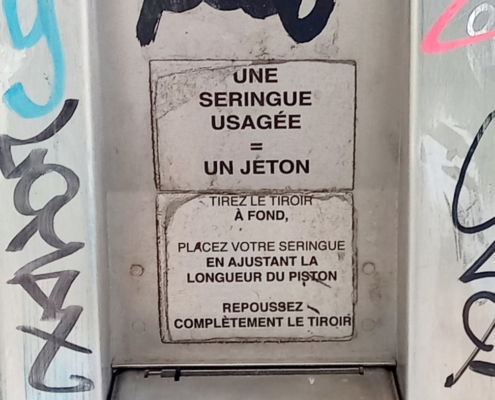 UNE
SERINGUE
USAGÉE
=
UN JETON
TIREZ LE TIROIR
À FOND,
PLACEZ VOTRE SERINGUE
EN AJUSTANT LA
LONGUEUR DU PISTON
REPOUSSEZ
COMPLÈTEMENT LE TIROIR